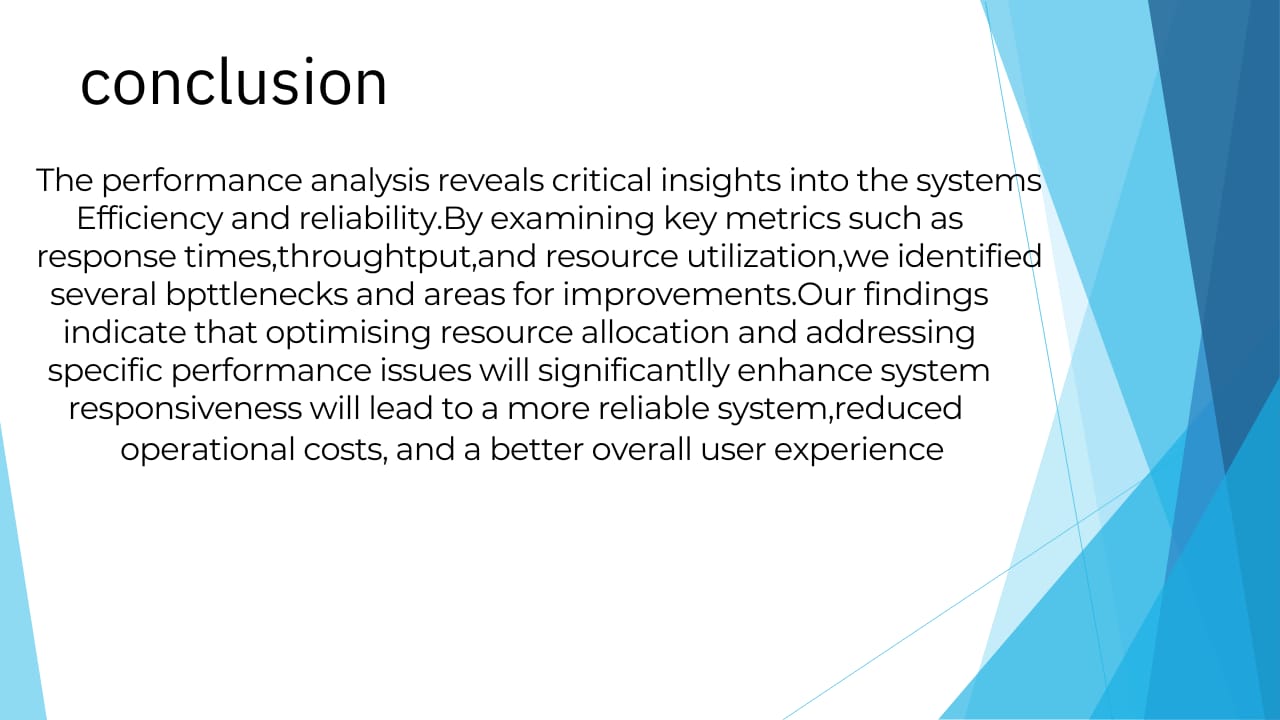 conclusion
The performance analysis reveals critical insights into the systems
Efficiency and reliability.By examining key metrics such as
response times,throughtput,and resource utilization,we identified
several bpttlenecks and areas for improvements.Our findings
indicate that optimising resource allocation and addressing
specific performance issues will significantlly enhance system
responsiveness will lead to a more reliable system,reduced
operational costs, and a better overall user experience